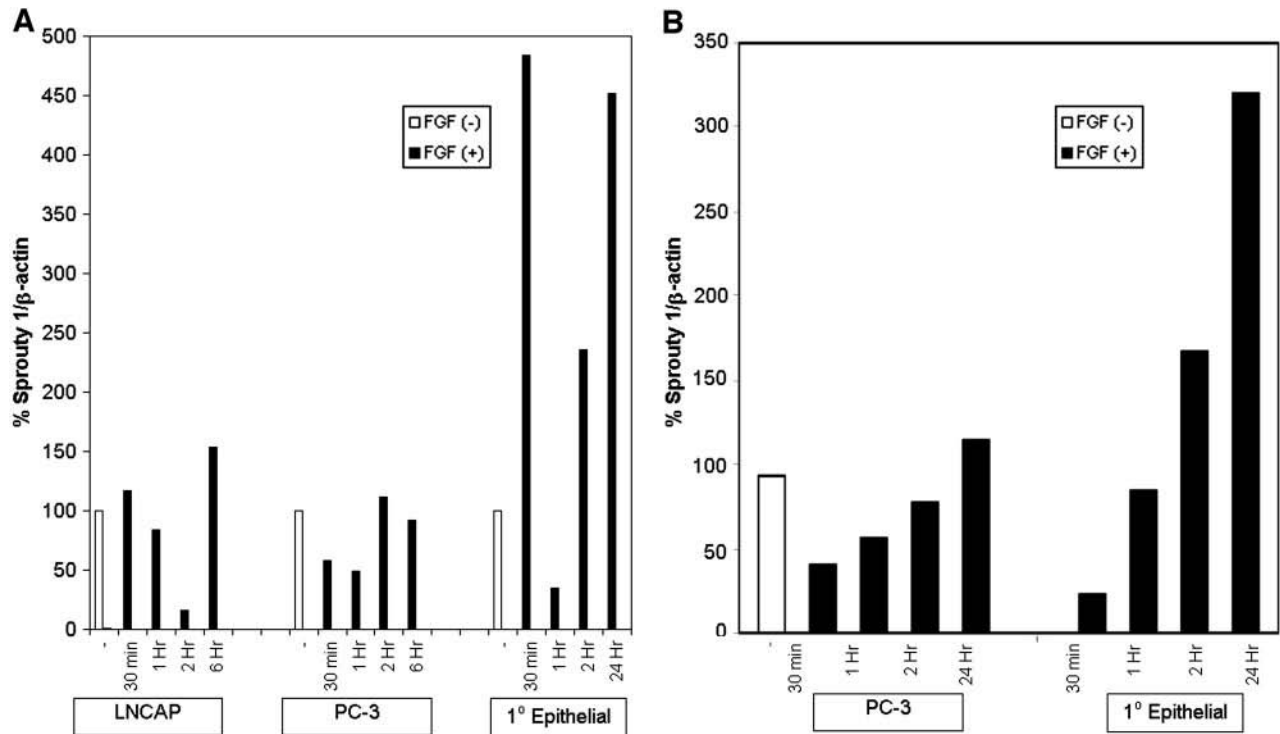 A
% Sprouty 1/β-actin
500
450
400
350
300
250
200
150
100
50
0
FGF (-)
FGF (+)
- 30 min 1 Hr 2 Hr 6 Hr
- 30 min 1 Hr 2 Hr 6 Hr
- 30 min 1 Hr 2 Hr 24 Hr
LNCAP
PC-3
1° Epithelial
B
% Sprouty 1/β-actin
350
300
250
200
150
100
50
0
FGF (-)
FGF (+)
- 30 min 1 Hr 2 Hr 24 Hr
- 30 min 1 Hr 2 Hr 24 Hr
PC-3
1° Epithelial